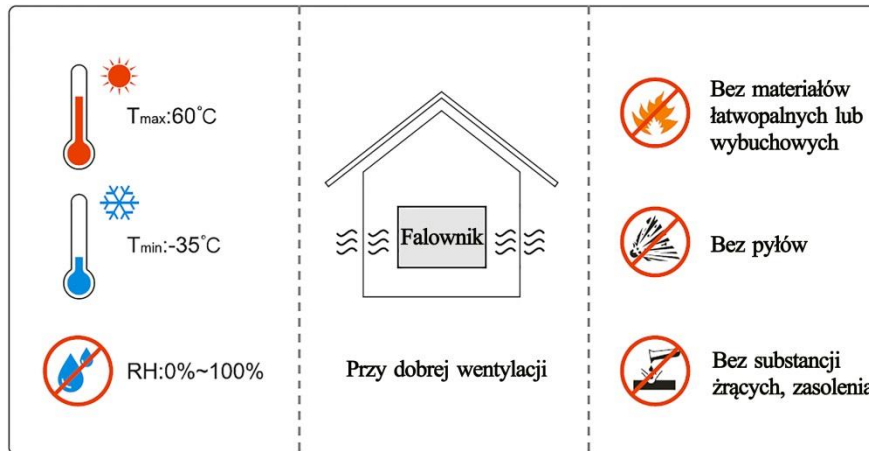 Tmax:60°C
Tmin:-35°C
RH:0%~100%
Falownik
Przy dobrej wentylacji
Bez materiałów
łatwopalnych lub
wybuchowych
Bez pyłów
Bez substancji
żrących, zasolenia